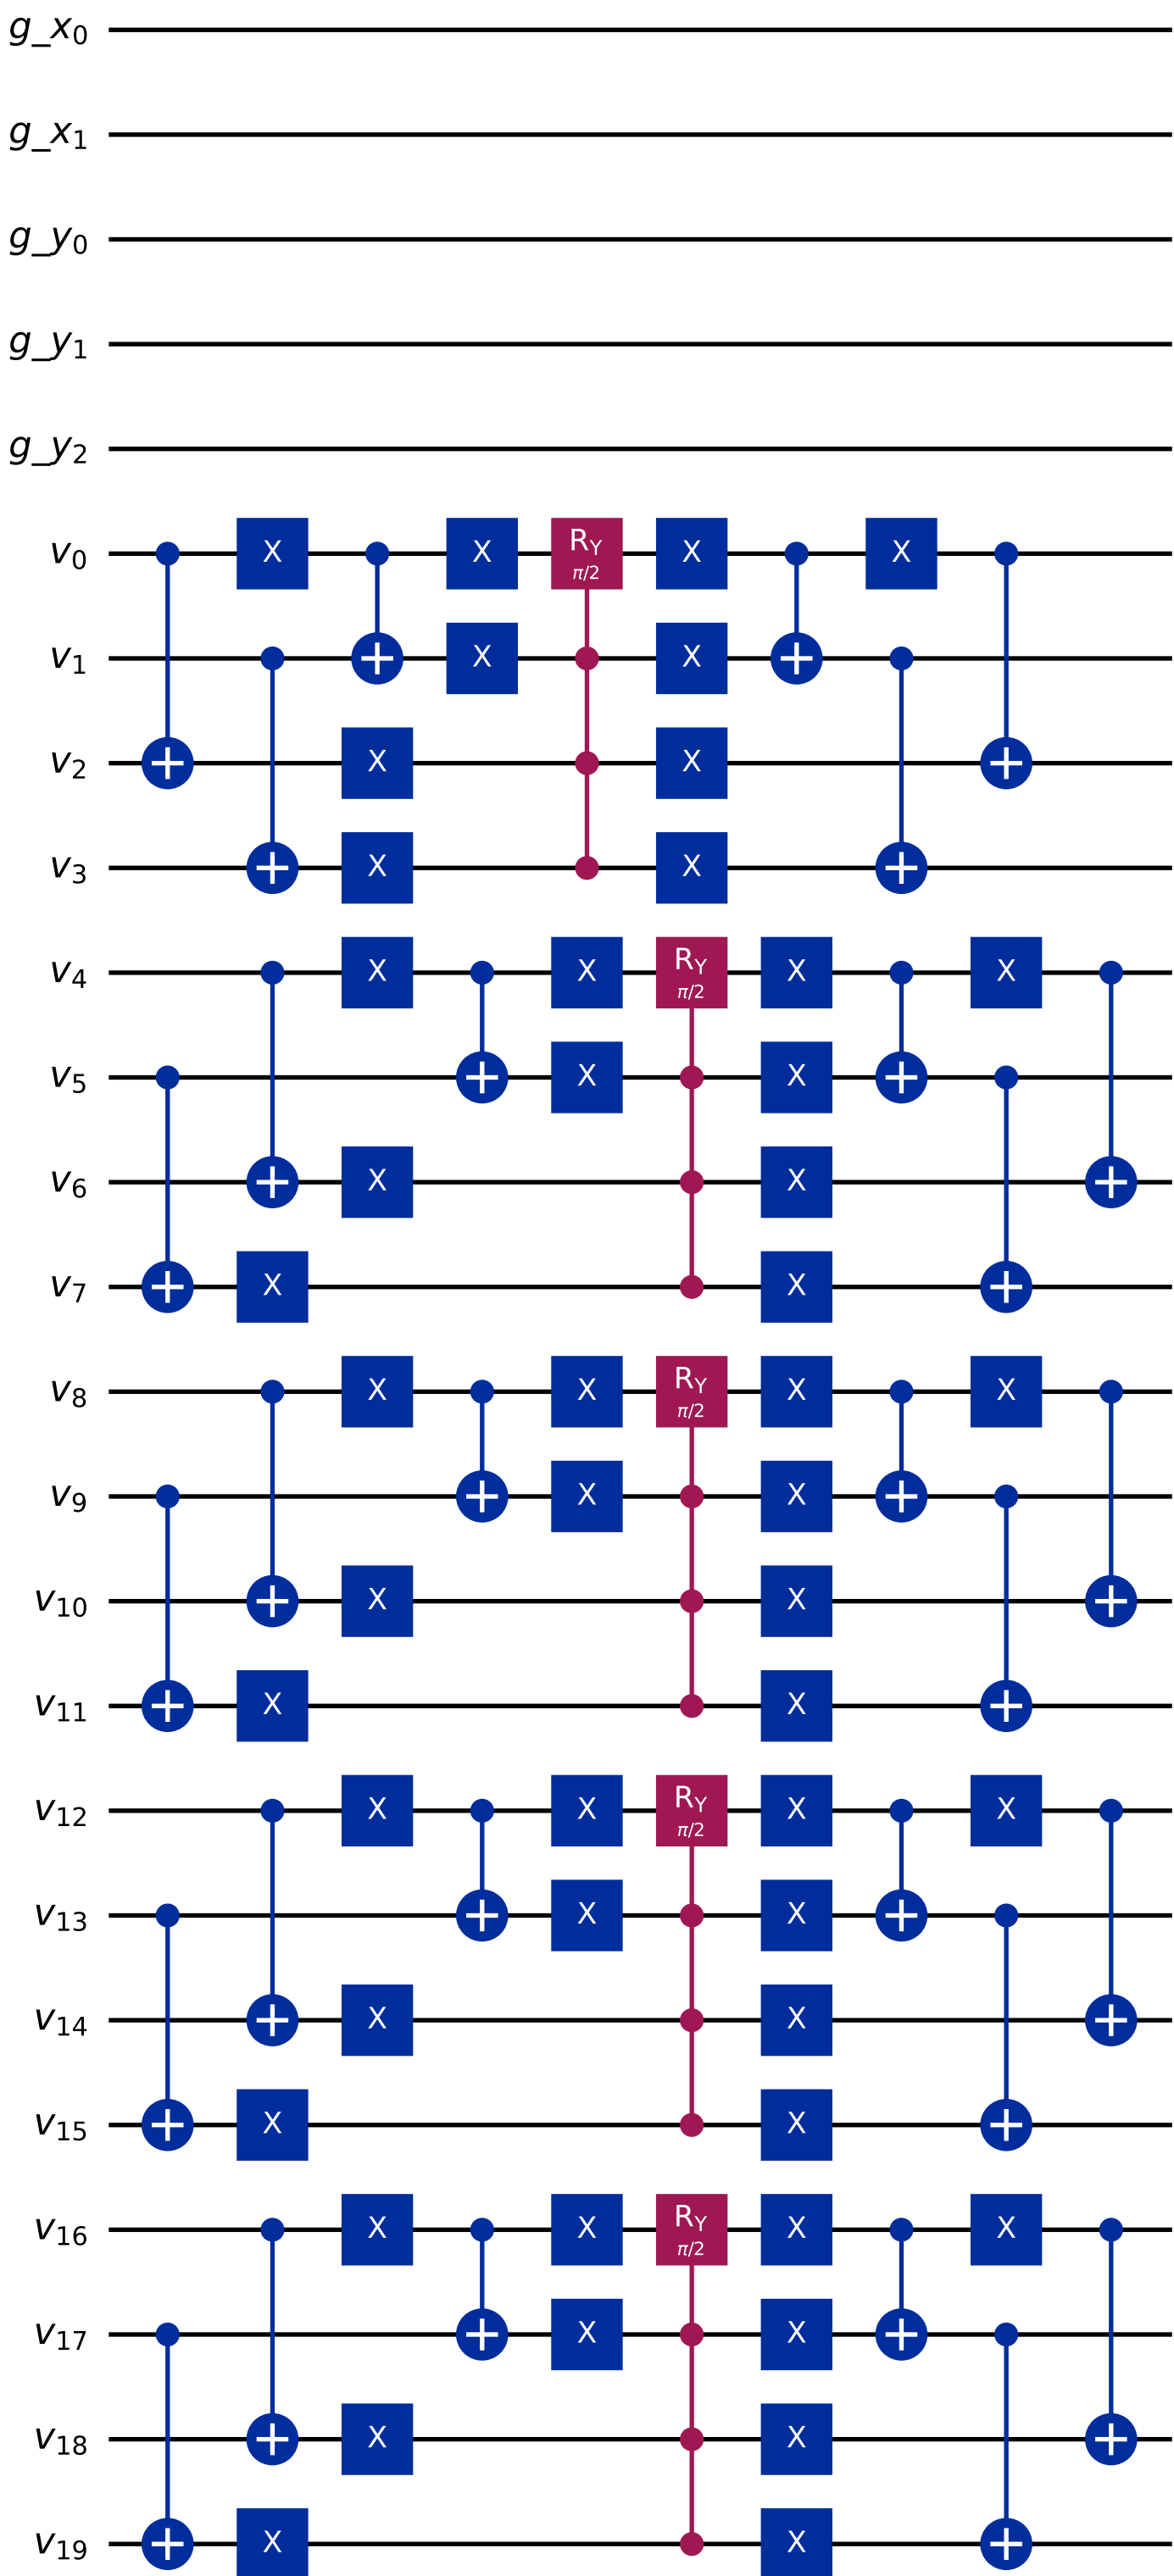 g_x0
g_x1
g_y0
g_y1
g_y2
v0 X X RY π/2 X X
v1 X X
v2 X X
v3 X X
v4 X X RY π/2 X X
v5 X X
v6 X X
v7 X X
v8 X X RY π/2 X X
v9 X X
v10 X X
v11 X X
v12 X X RY π/2 X X
v13 X X
v14 X X
v15 X X
v16 X X RY π/2 X X
v17 X X
v18 X X
v19 X X